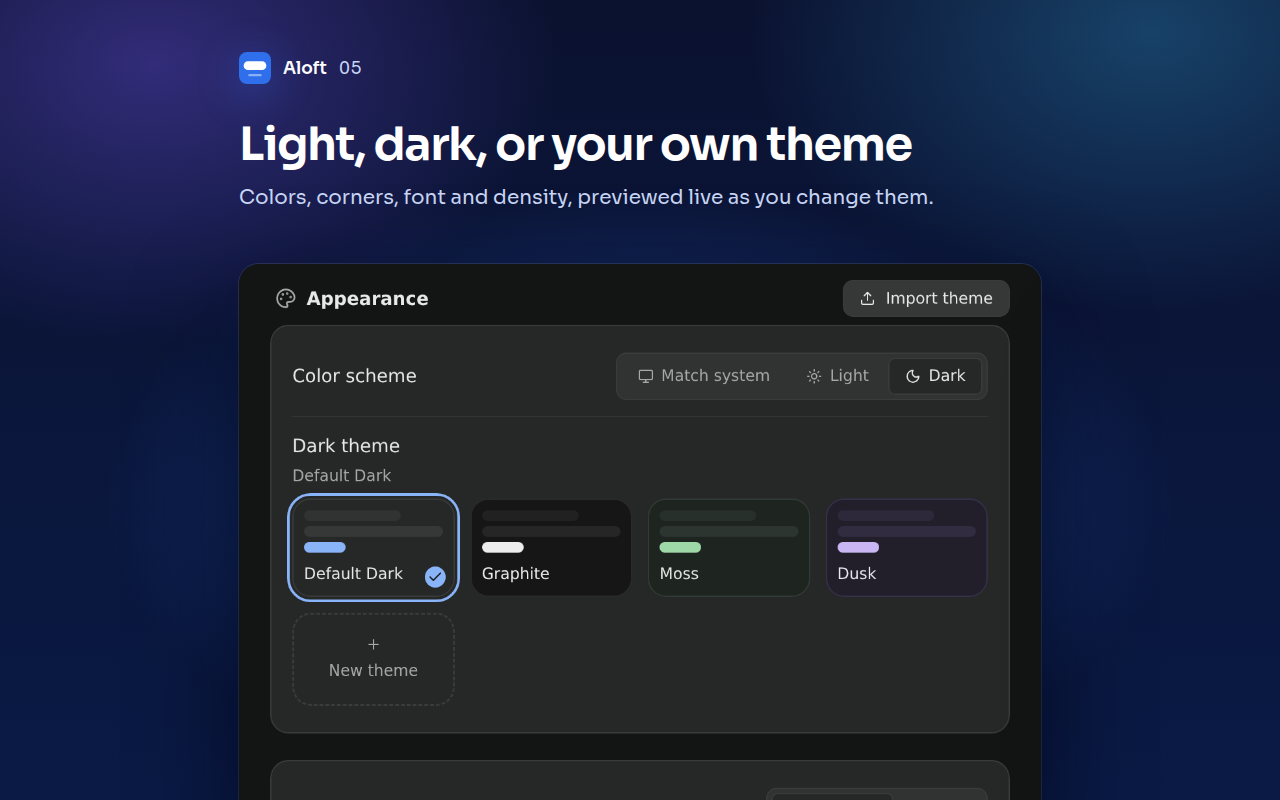 Aloft 05
Light, dark, or your own theme
Colors, corners, font and density, previewed live as you change them.
Appearance
Import theme
Color scheme
Match system
Light
Dark
Dark theme
Default Dark
Default Dark
Graphite
Moss
Dusk
New theme